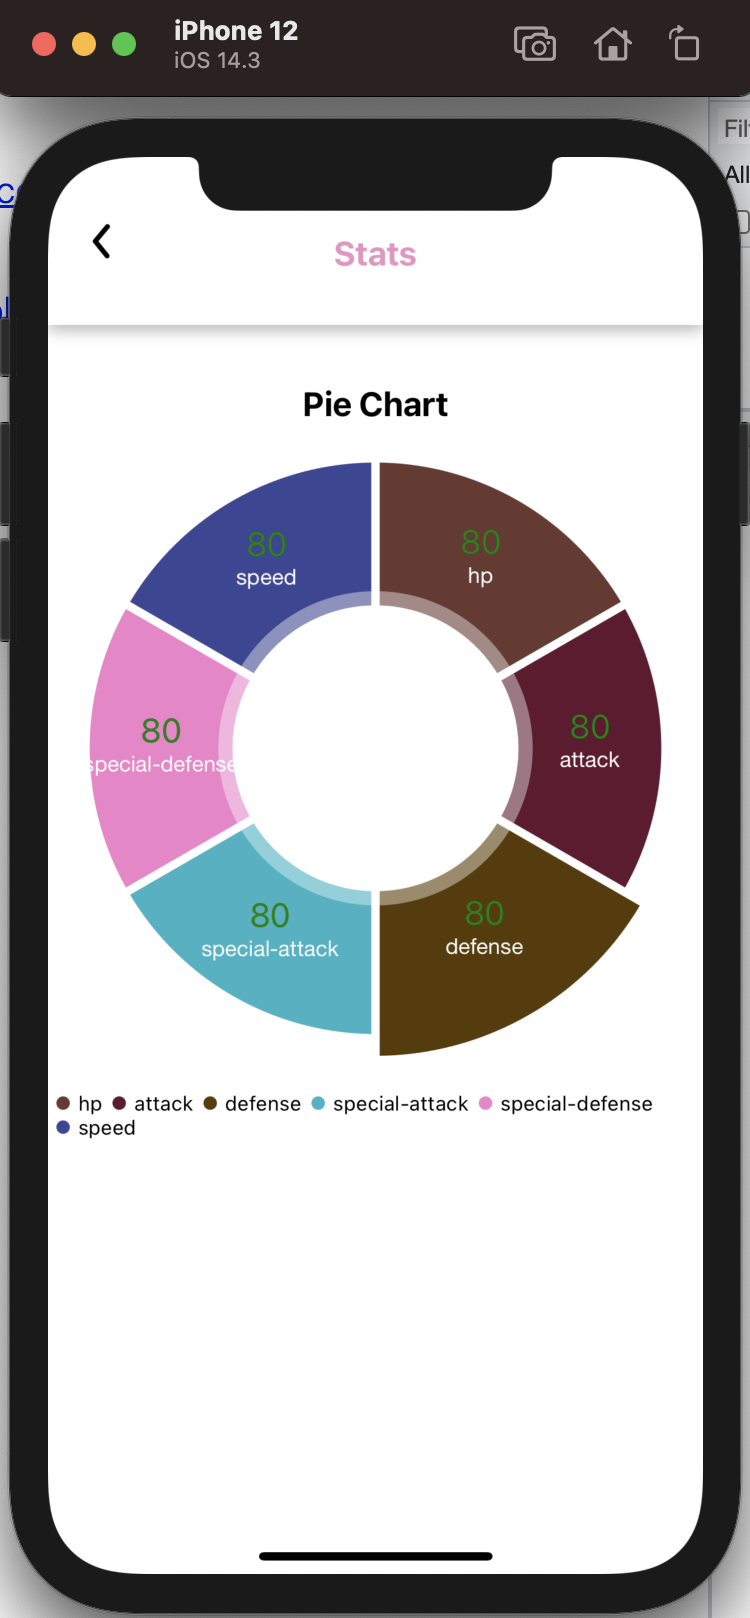 iPhone 12
iOS 14.3
Filt
All
Stats
Pie Chart
80
speed
80
hp
80
special-defense
80
attack
80
special-attack
80
defense
hp attack defense special-attack special-defense
speed